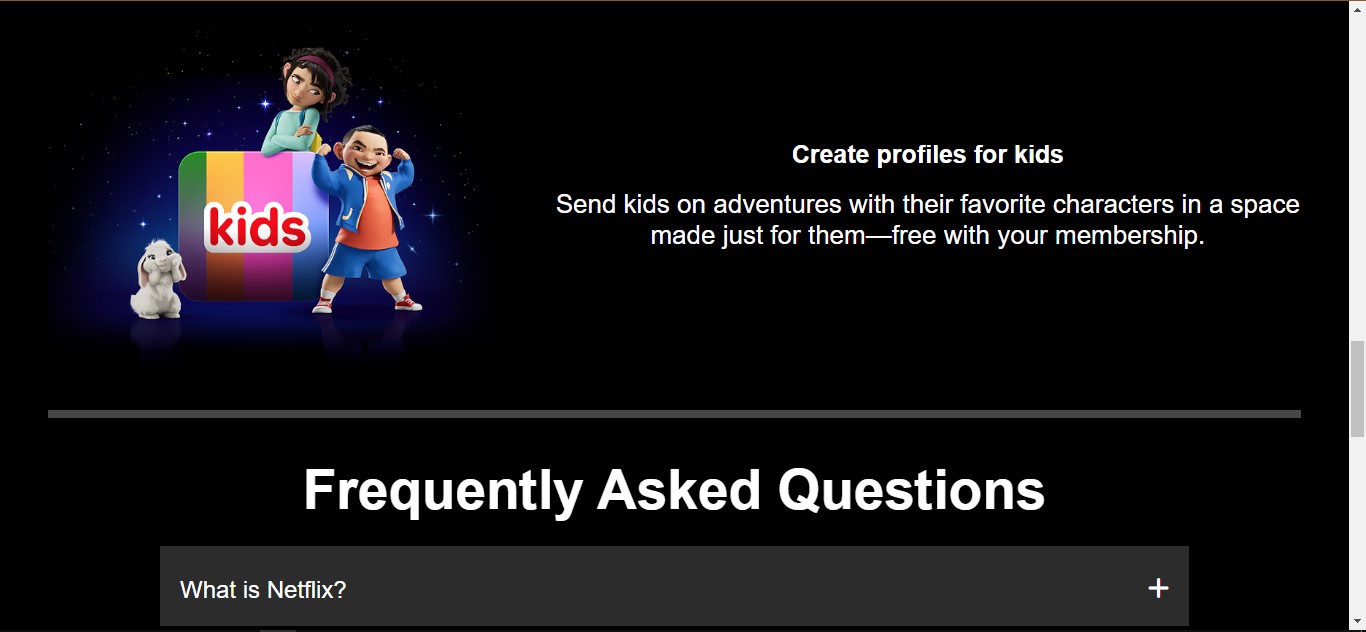 kids
Create profiles for kids
Send kids on adventures with their favorite characters in a space
made just for them—free with your membership.
Frequently Asked Questions
What is Netflix?